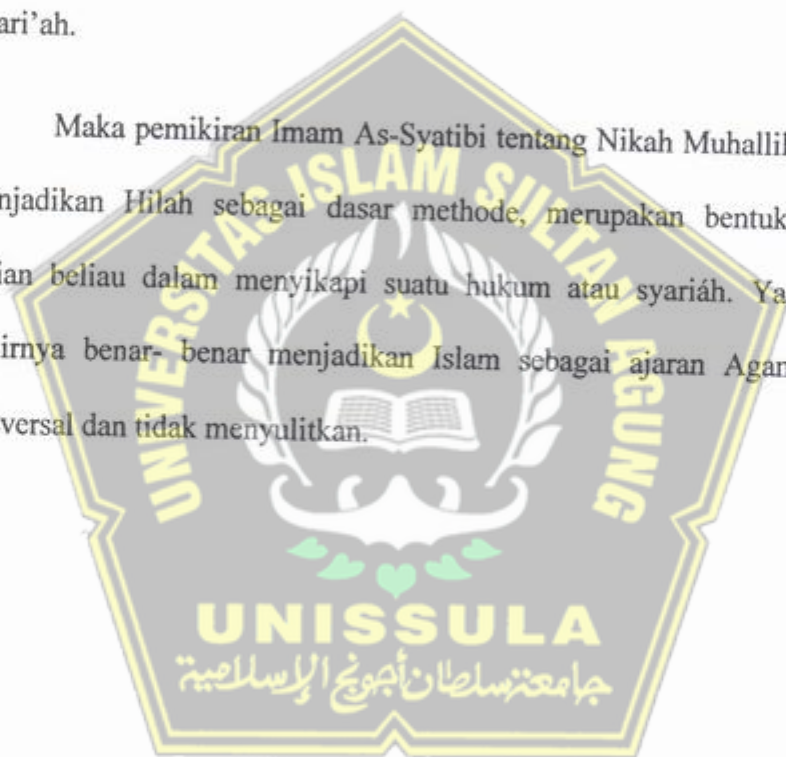 ari'ah.
Maka pemikiran Imam As-Syatibi tentang Nikah Muhallil
njadikan Hilah sebagai dasar methode, merupakan bentuk
ian beliau dalam menyikapi suatu hukum atau syariáh. Ya
irnya benar- benar menjadikan Islam sebagai ajaran Agam
versal dan tidak menyulitkan.
UNIVERSITAS ISLAM SULTAN AGUNG
UNISSULA
جامعة سلطان أجونج الإسلامية